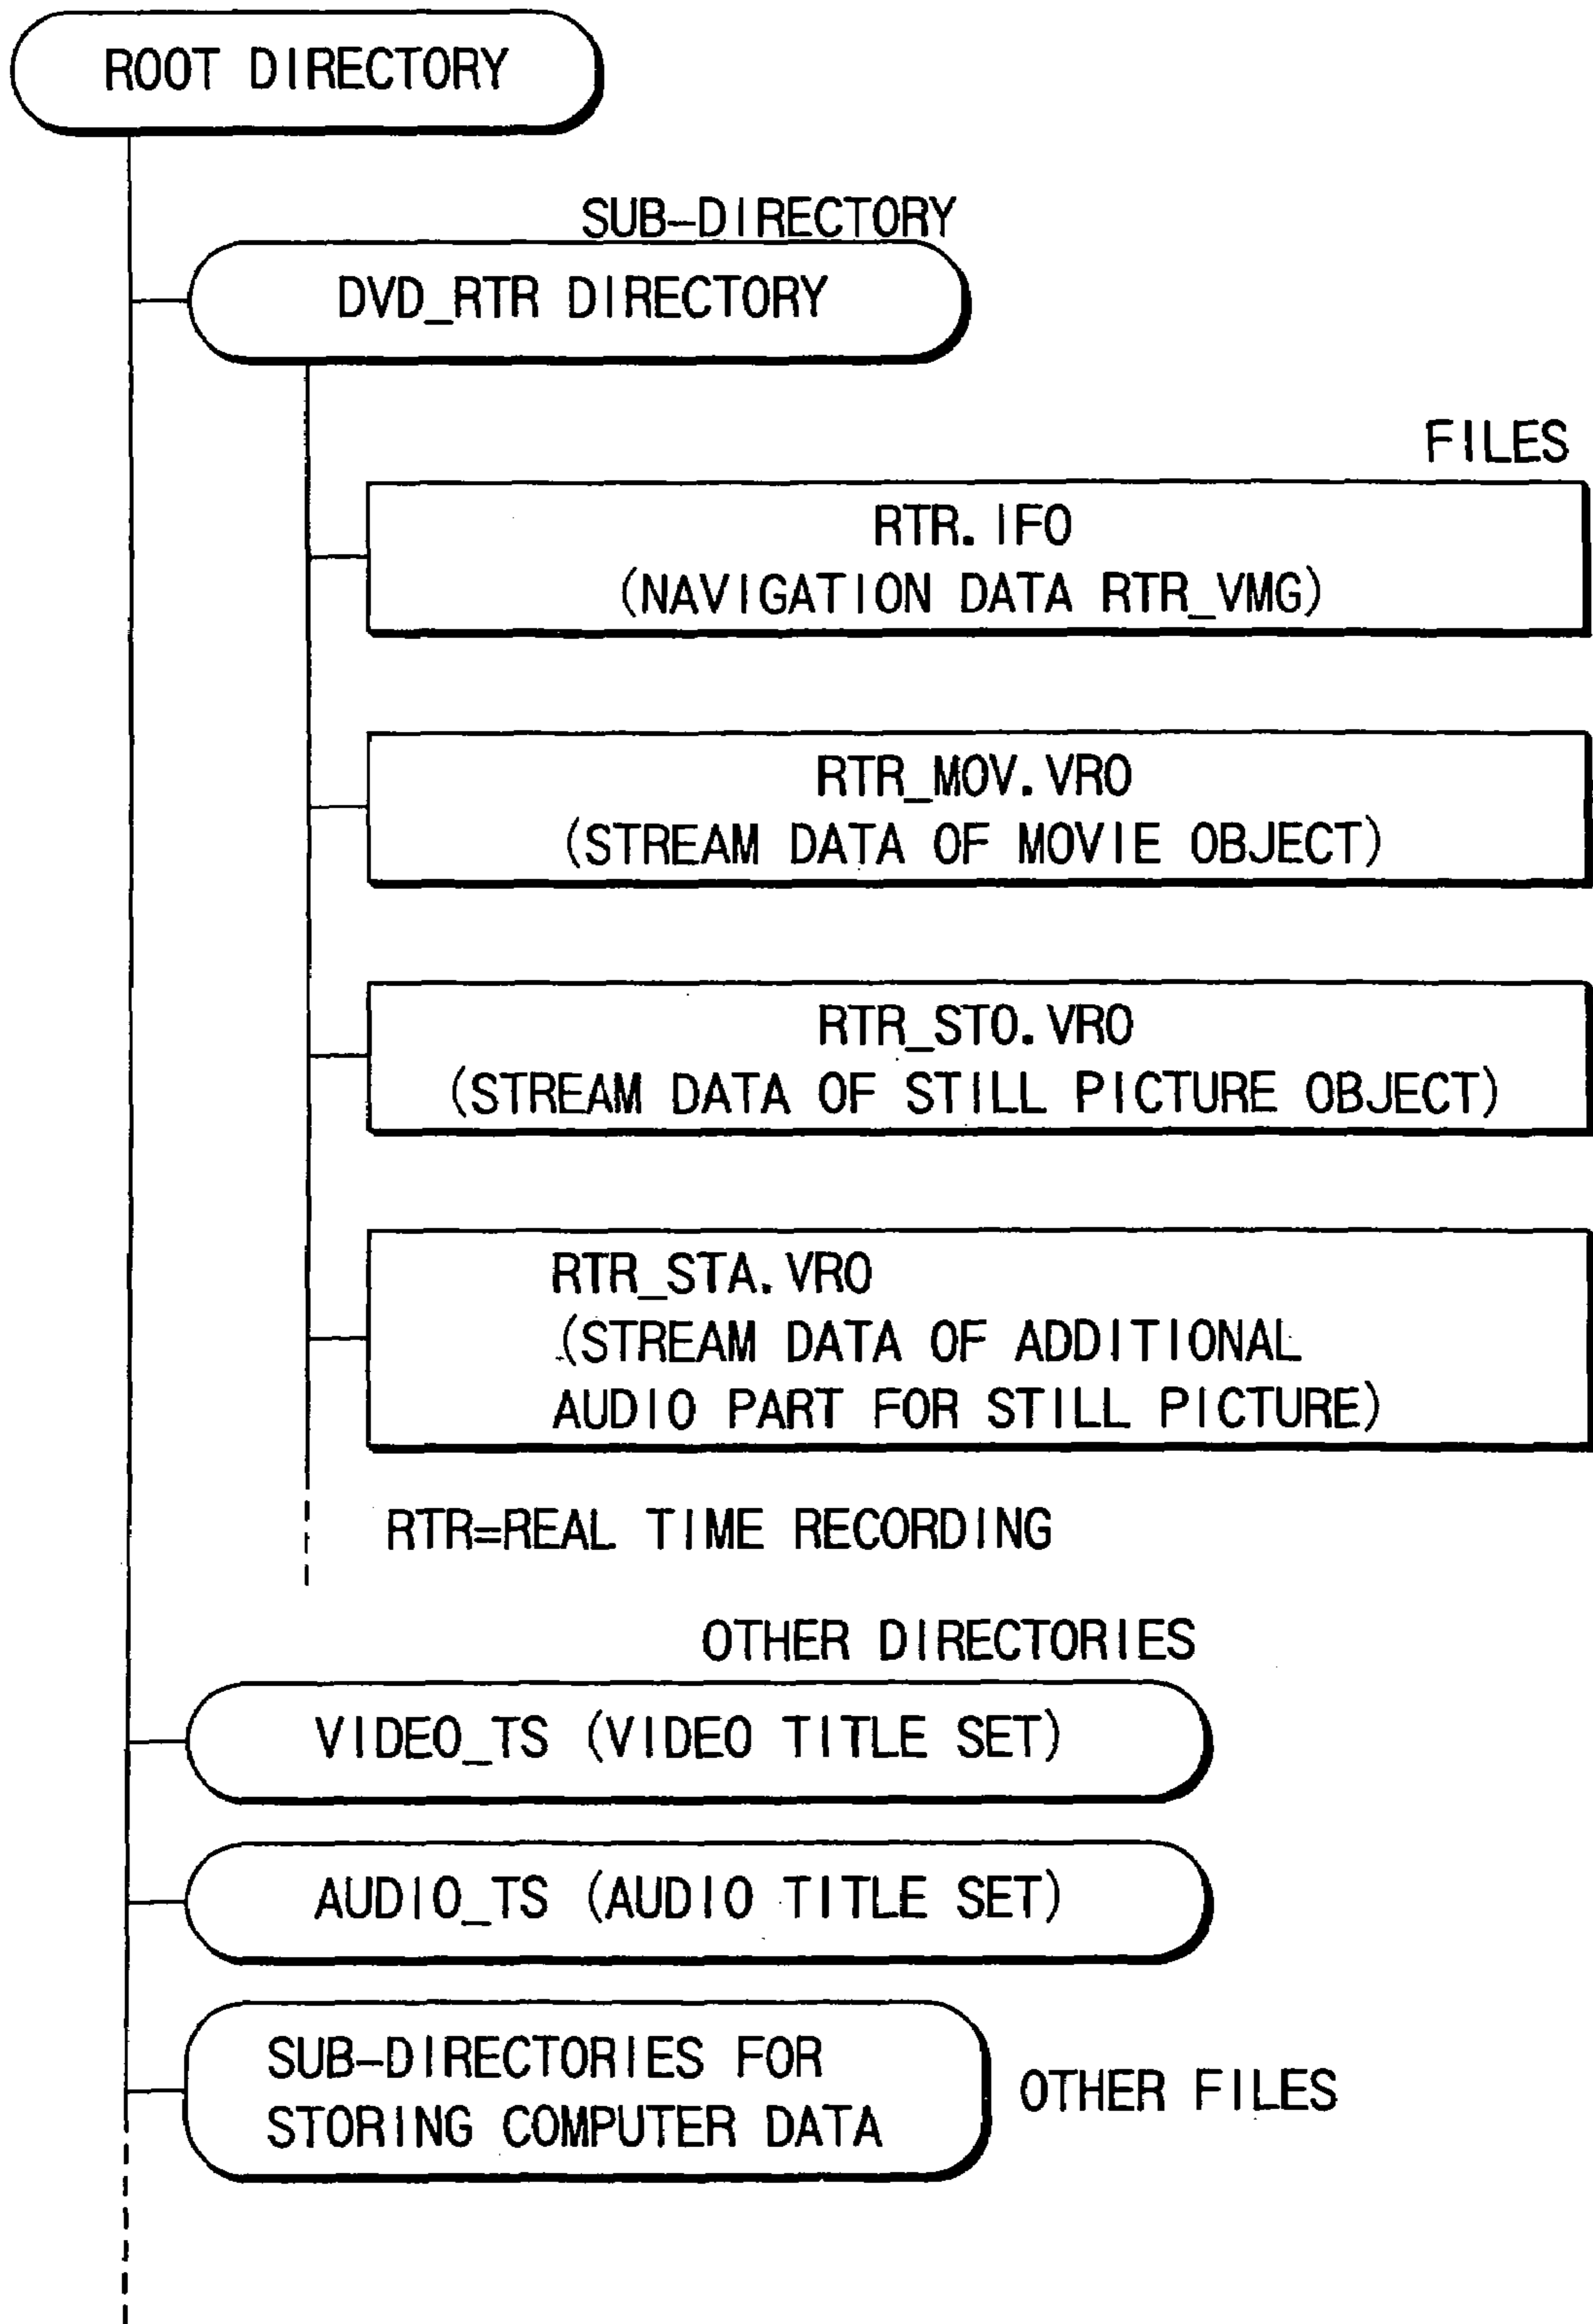 ROOT DIRECTORY
SUB-DIRECTORY
DVD_RTR DIRECTORY
FILES
RTR.IFO
(NAVIGATION DATA RTR_VMG)
RTR_MOV.VRO
(STREAM DATA OF MOVIE OBJECT)
RTR_STO.VRO
(STREAM DATA OF STILL PICTURE OBJECT)
RTR_STA.VRO
(STREAM DATA OF ADDITIONAL
AUDIO PART FOR STILL PICTURE)
RTR=REAL TIME RECORDING
OTHER DIRECTORIES
VIDEO_TS (VIDEO TITLE SET)
AUDIO_TS (AUDIO TITLE SET)
SUB-DIRECTORIES FOR
STORING COMPUTER DATA
OTHER FILES